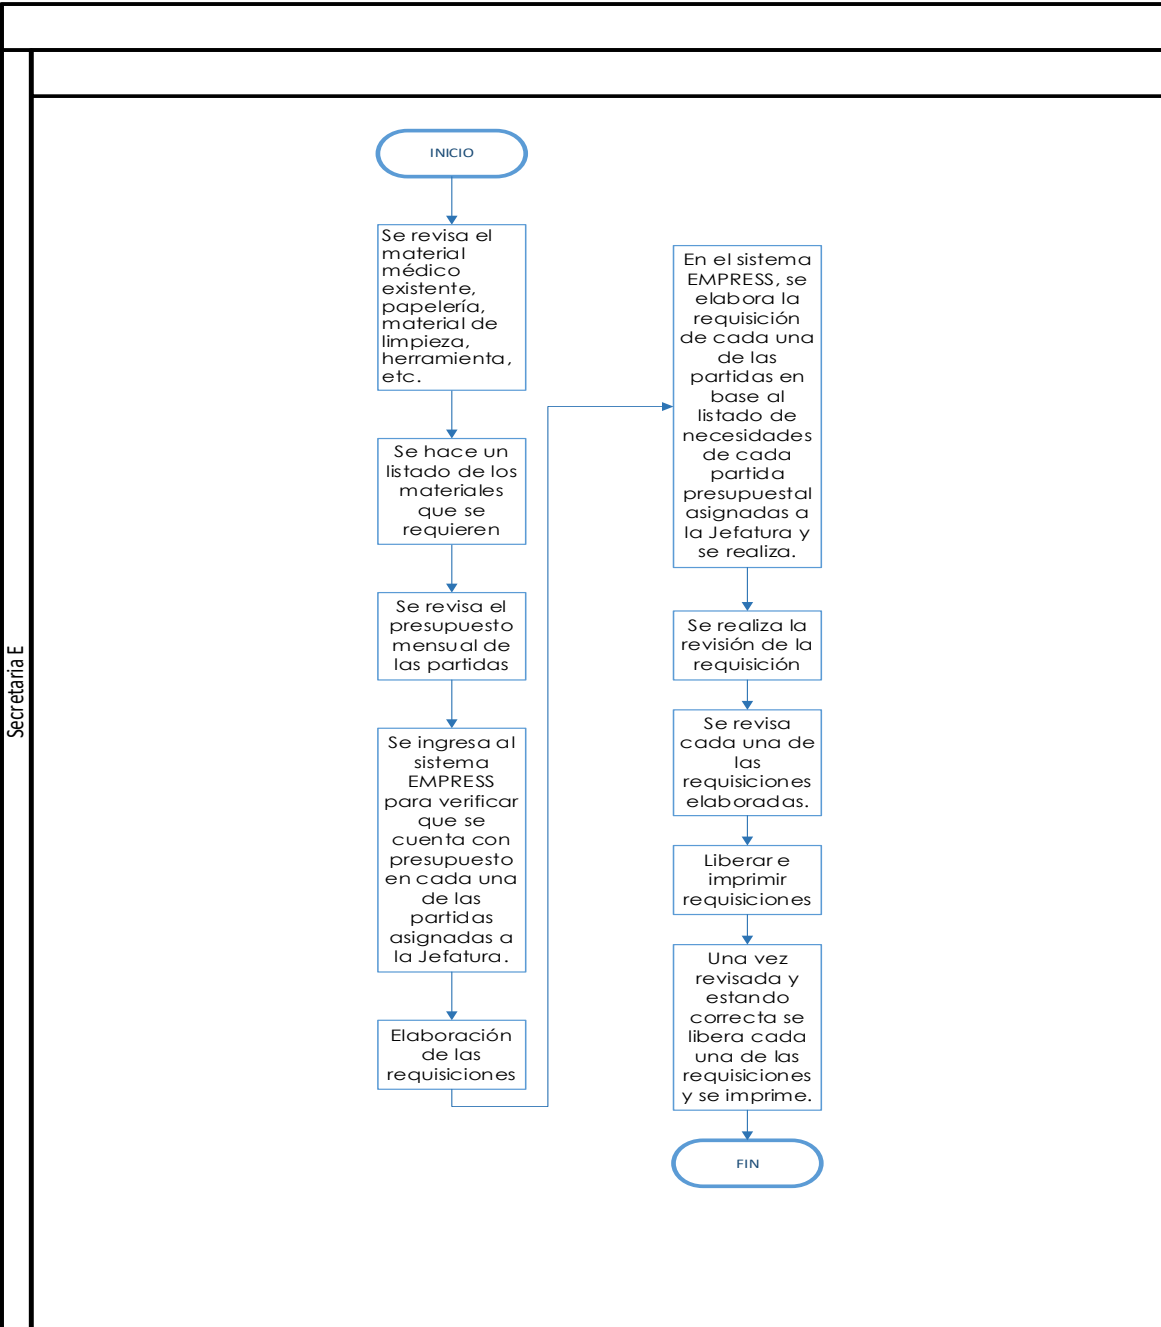 Secretaria E
INICIO
Se revisa el
material
médico
existente,
papelería,
material de
limpieza,
herramienta,
etc.
Se hace un
listado de los
materiales
que se
requieren
Se revisa el
presupuesto
mensual de
las partidas
Se ingresa al
sistema
EMPRESS
para verificar
que se
cuenta con
presupuesto
en cada una
de las
partidas
asignadas a
la Jefatura.
Elaboración
de las
requisiciones
En el sistema
EMPRESS, se
elabora la
requisición
de cada una
de las
partidas en
base al
listado de
necesidades
de cada
partida
presupuestal
asignadas a
la Jefatura y
se realiza.
Se realiza la
revisión de la
requisición
Se revisa
cada una de
las
requisiciones
elaboradas.
Liberar e
imprimir
requisiciones
Una vez
revisada y
estando
correcta se
libera cada
una de las
requisiciones
y se imprime.
FIN